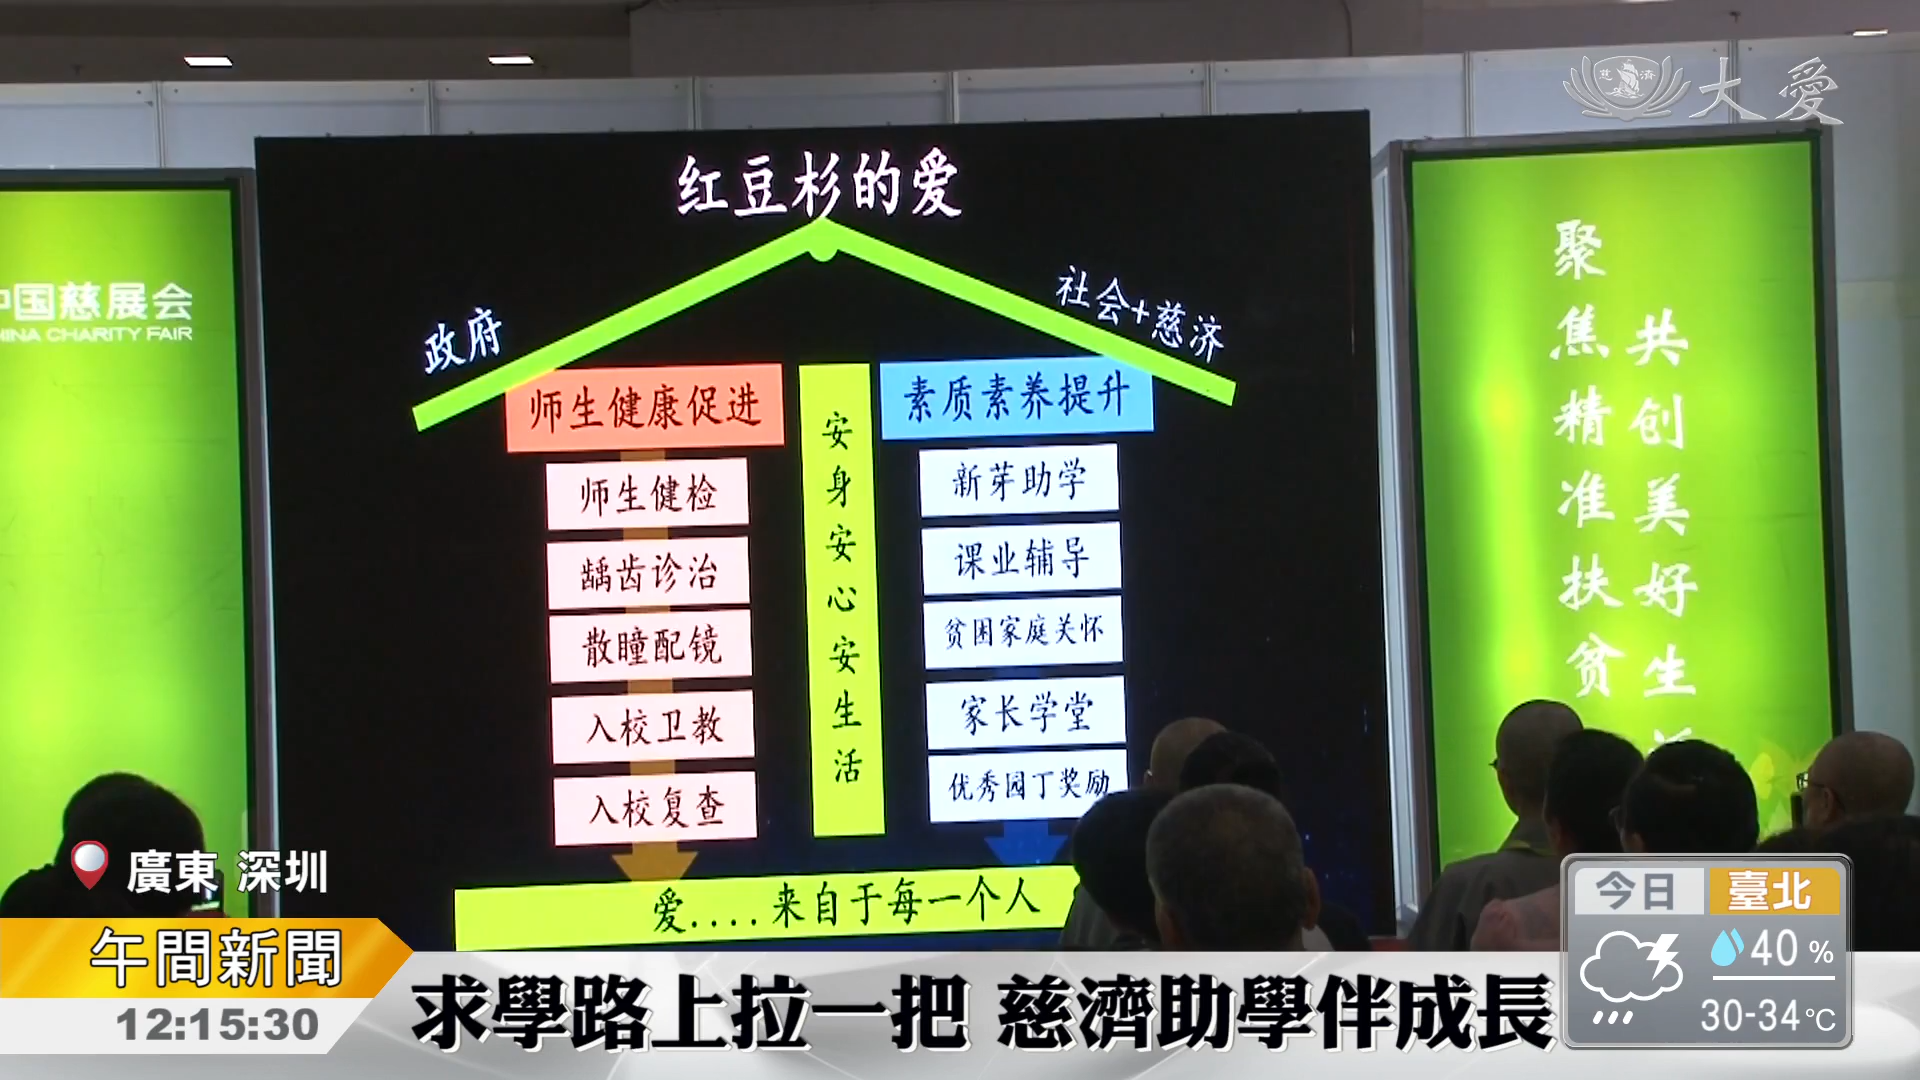 慈濟
大愛
红豆杉的爱
中国慈展会
CHINA CHARITY FAIR
政府
社会+慈济
师生健康促进
师生健检
龋齿诊治
散瞳配镜
入校卫教
入校复查
安身安心安生活
素质素养提升
新芽助学
课业辅导
贫困家庭关怀
家长学堂
优秀园丁奖励
爱....来自于每一个人
聚焦精准扶贫
共创美好生
廣東 深圳
午間新聞
12:15:30
求學路上拉一把 慈濟助學伴成長
今日 臺北
40 %
30-34°C